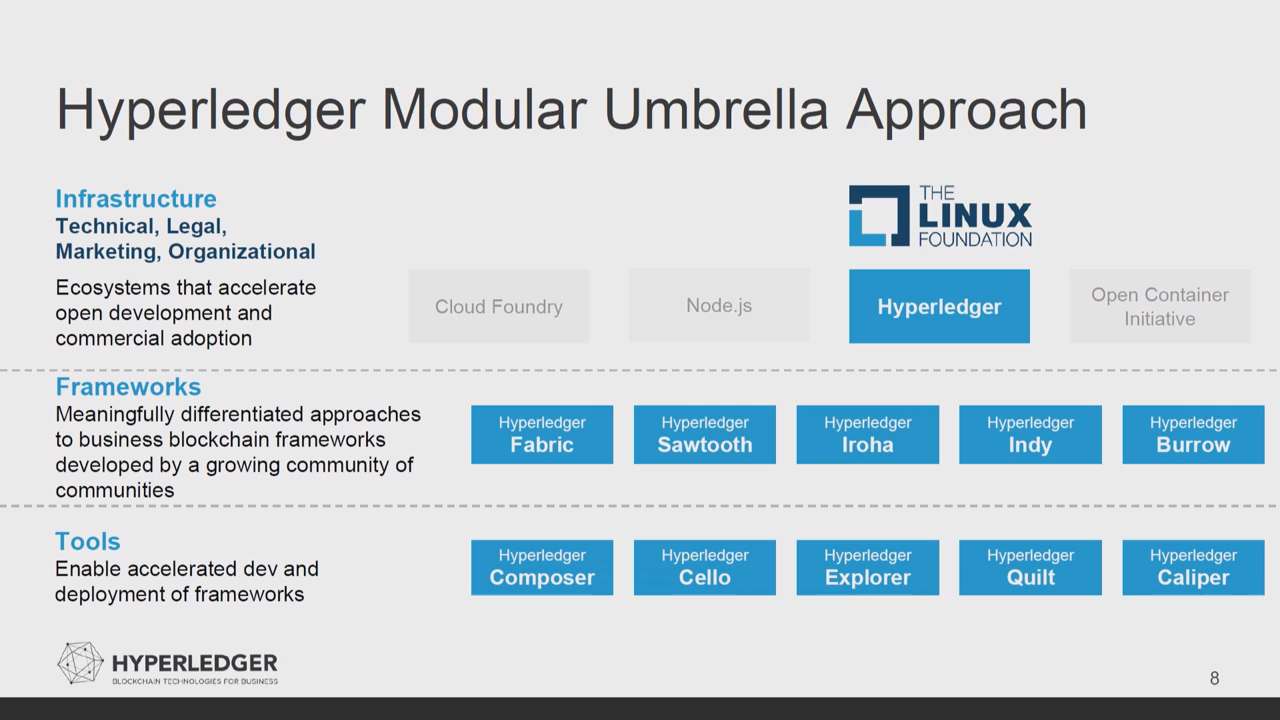 Hyperledger Modular Umbrella Approach
Infrastructure
Technical, Legal,
Marketing, Organizational
Ecosystems that accelerate
open development and
commercial adoption
THE
LINUX
FOUNDATION
Cloud Foundry
Node.js
Hyperledger
Open Container
Initiative
Frameworks
Meaningfully differentiated approaches
to business blockchain frameworks
developed by a growing community of
communities
Hyperledger
Fabric
Hyperledger
Sawtooth
Hyperledger
Iroha
Hyperledger
Indy
Hyperledger
Burrow
Tools
Enable accelerated dev and
deployment of frameworks
Hyperledger
Composer
Hyperledger
Cello
Hyperledger
Explorer
Hyperledger
Quilt
Hyperledger
Caliper
HYPERLEDGER
BLOCKCHAIN TECHNOLOGIES FOR BUSINESS
8